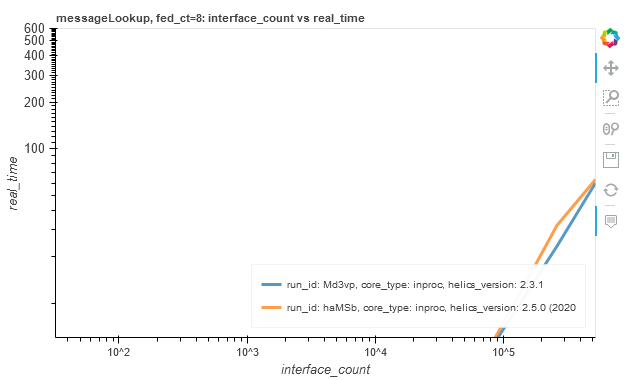 messageLookup, fed_ct=8: interface_count vs real_time
600
500
400
300
200
100
real_time
run_id: Md3vp, core_type: inproc, helics_version: 2.3.1
run_id: haMSb, core_type: inproc, helics_version: 2.5.0 (2020
10^2
10^3
10^4
10^5
interface_count